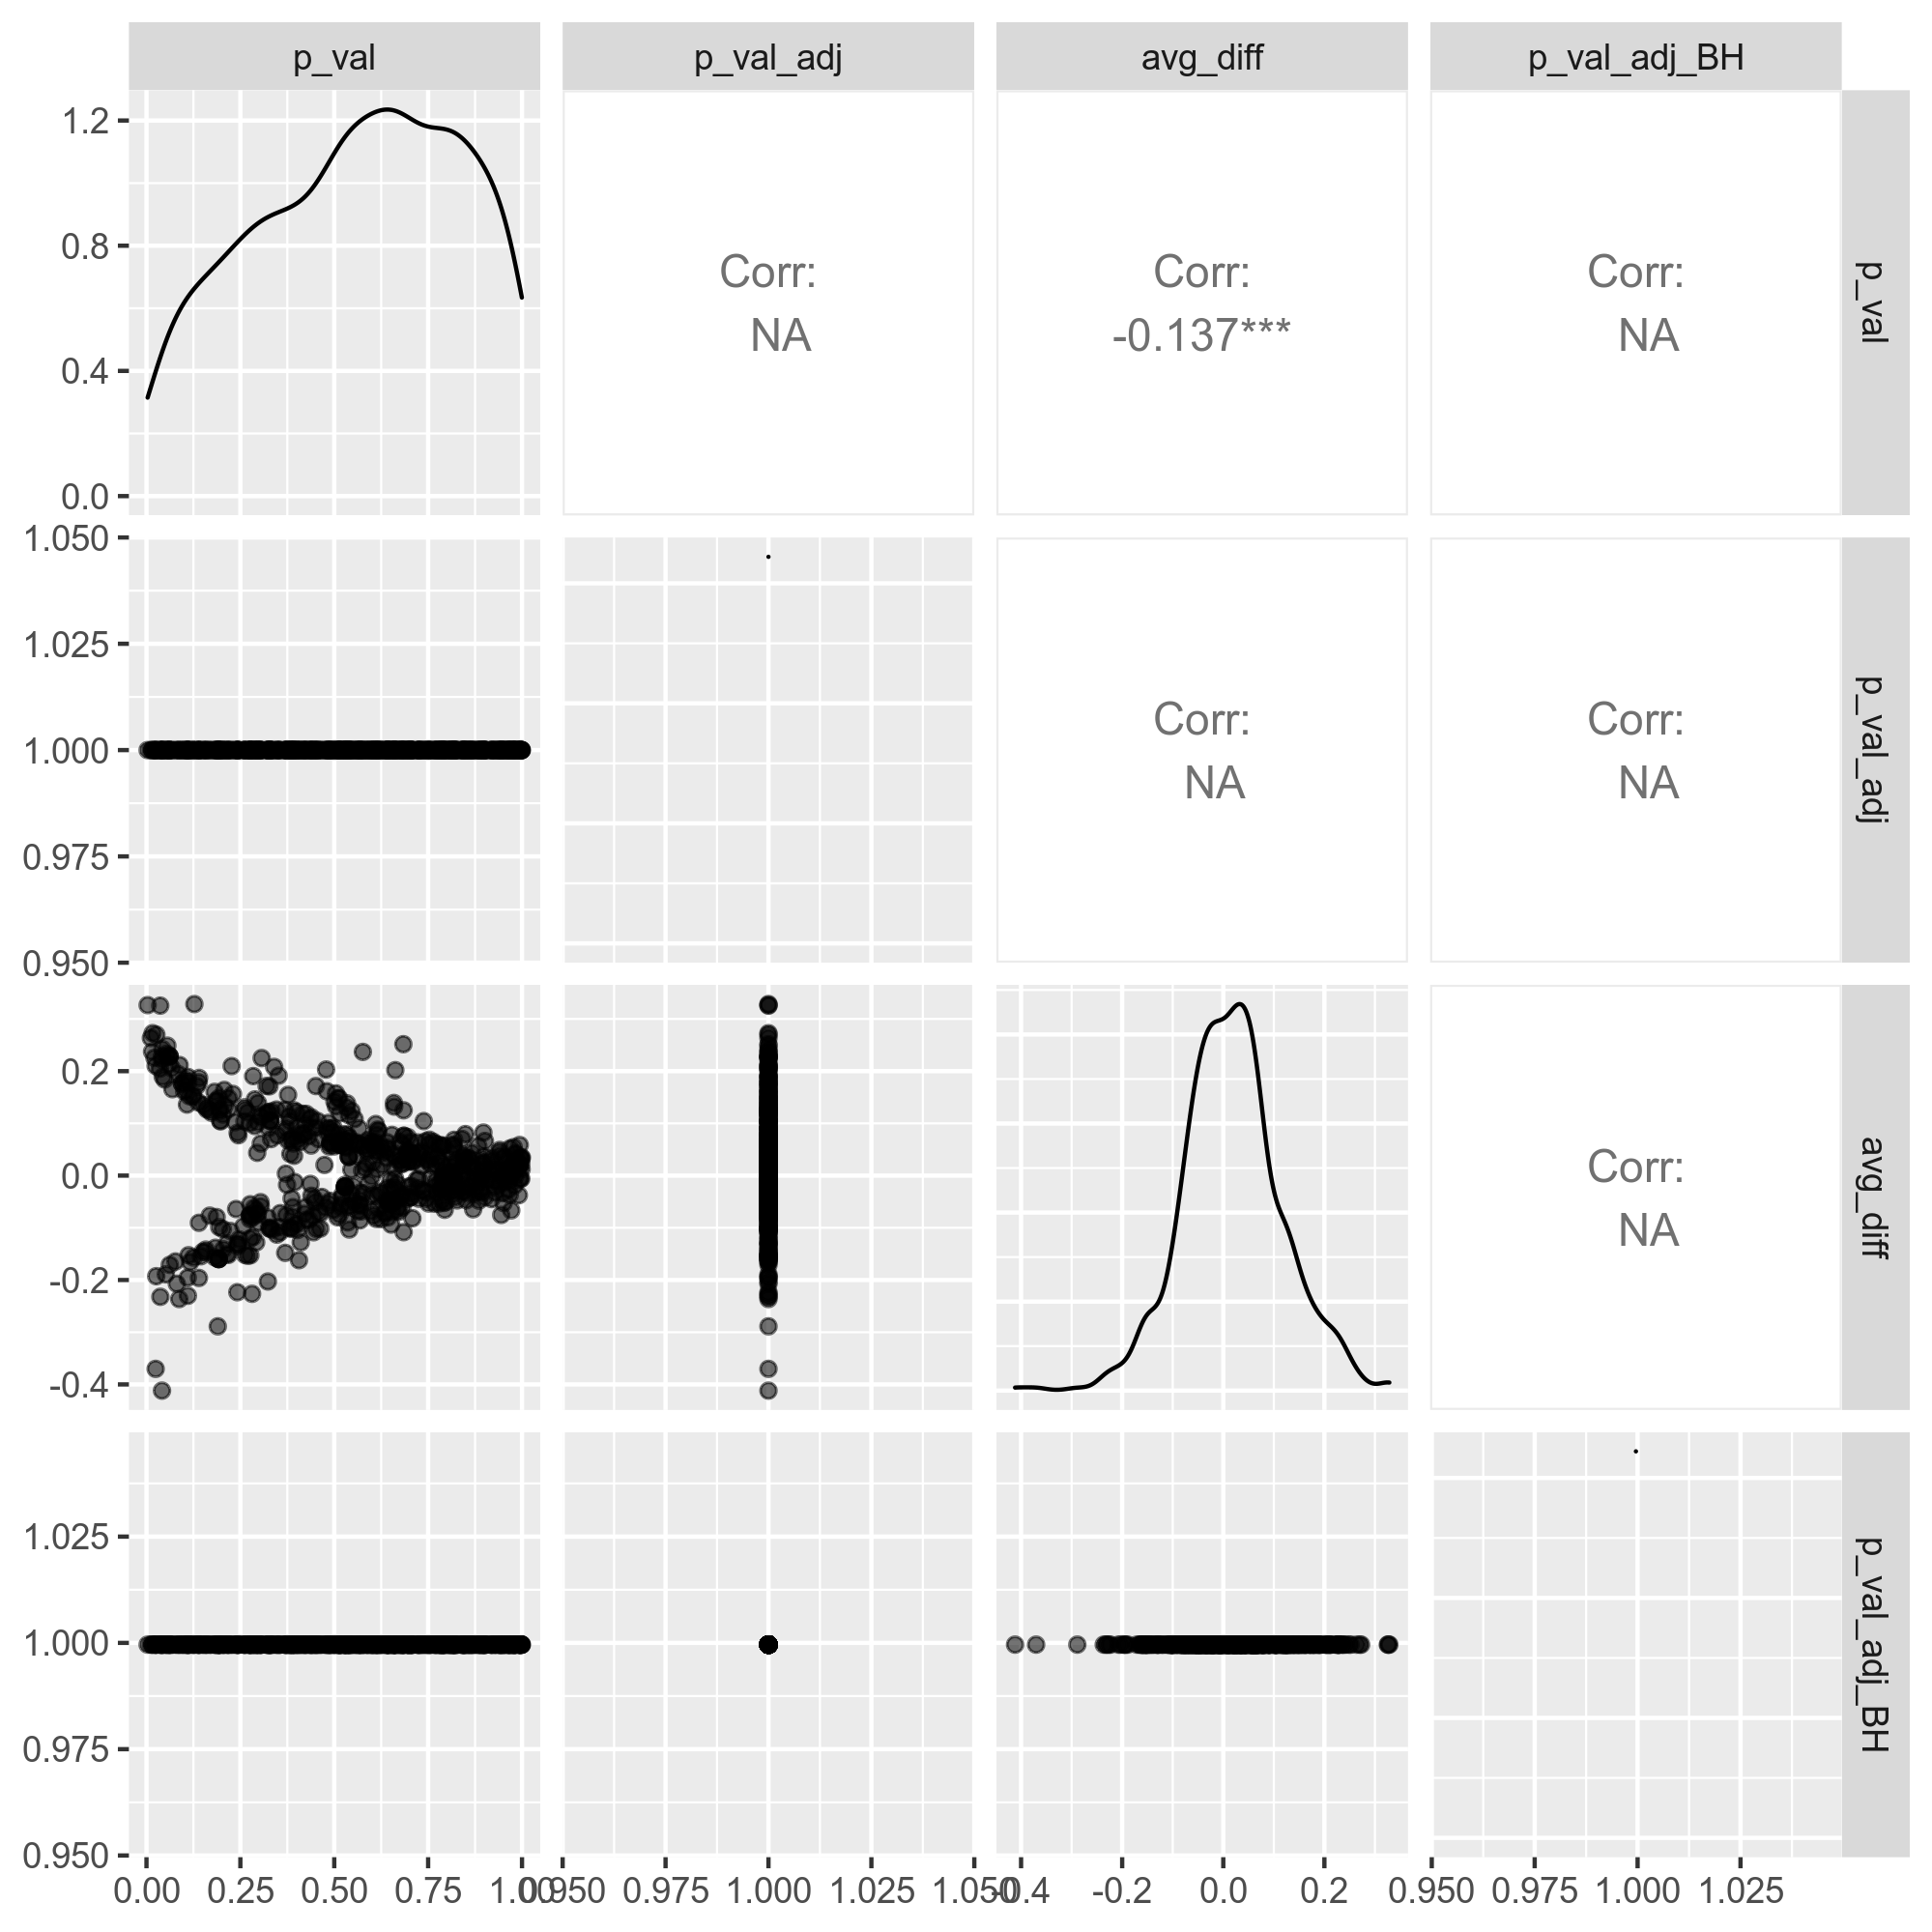 p_val p_val_adj avg_diff p_val_adj_BH
1.2
0.8
0.4
0.0
Corr:
NA
Corr:
-0.137***
Corr:
NA
p_val
1.050
1.025
1.000
0.975
0.950
Corr:
NA
Corr:
NA
p_val_adj
0.2
0.0
-0.2
-0.4
Corr:
NA
avg_diff
1.025
1.000
0.975
0.950
p_val_adj_BH
0.00 0.25 0.50 0.75 1.00 0.950 0.975 1.000 1.025 1.050 -0.4 -0.2 0.0 0.2 0.950 0.975 1.000 1.025